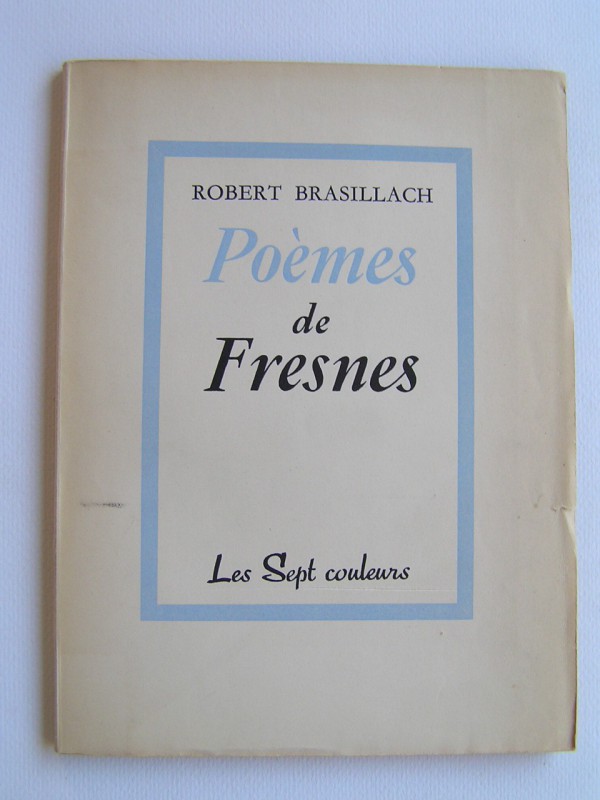 ROBERT BRASILLACH
Poèmes
de
Fresnes
Les Sept couleurs